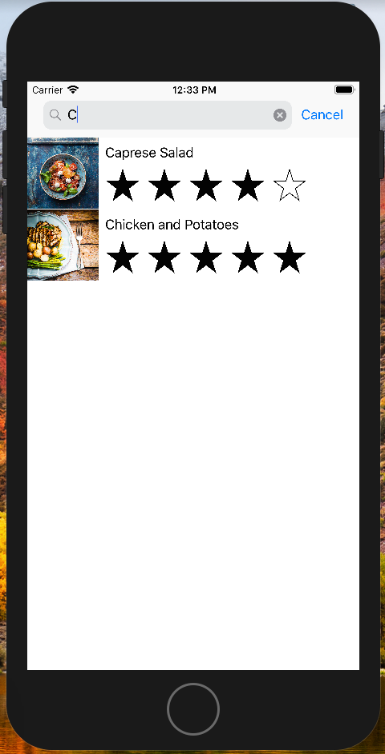 Carrier 12:33 PM
C Cancel
Caprese Salad
Chicken and Potatoes